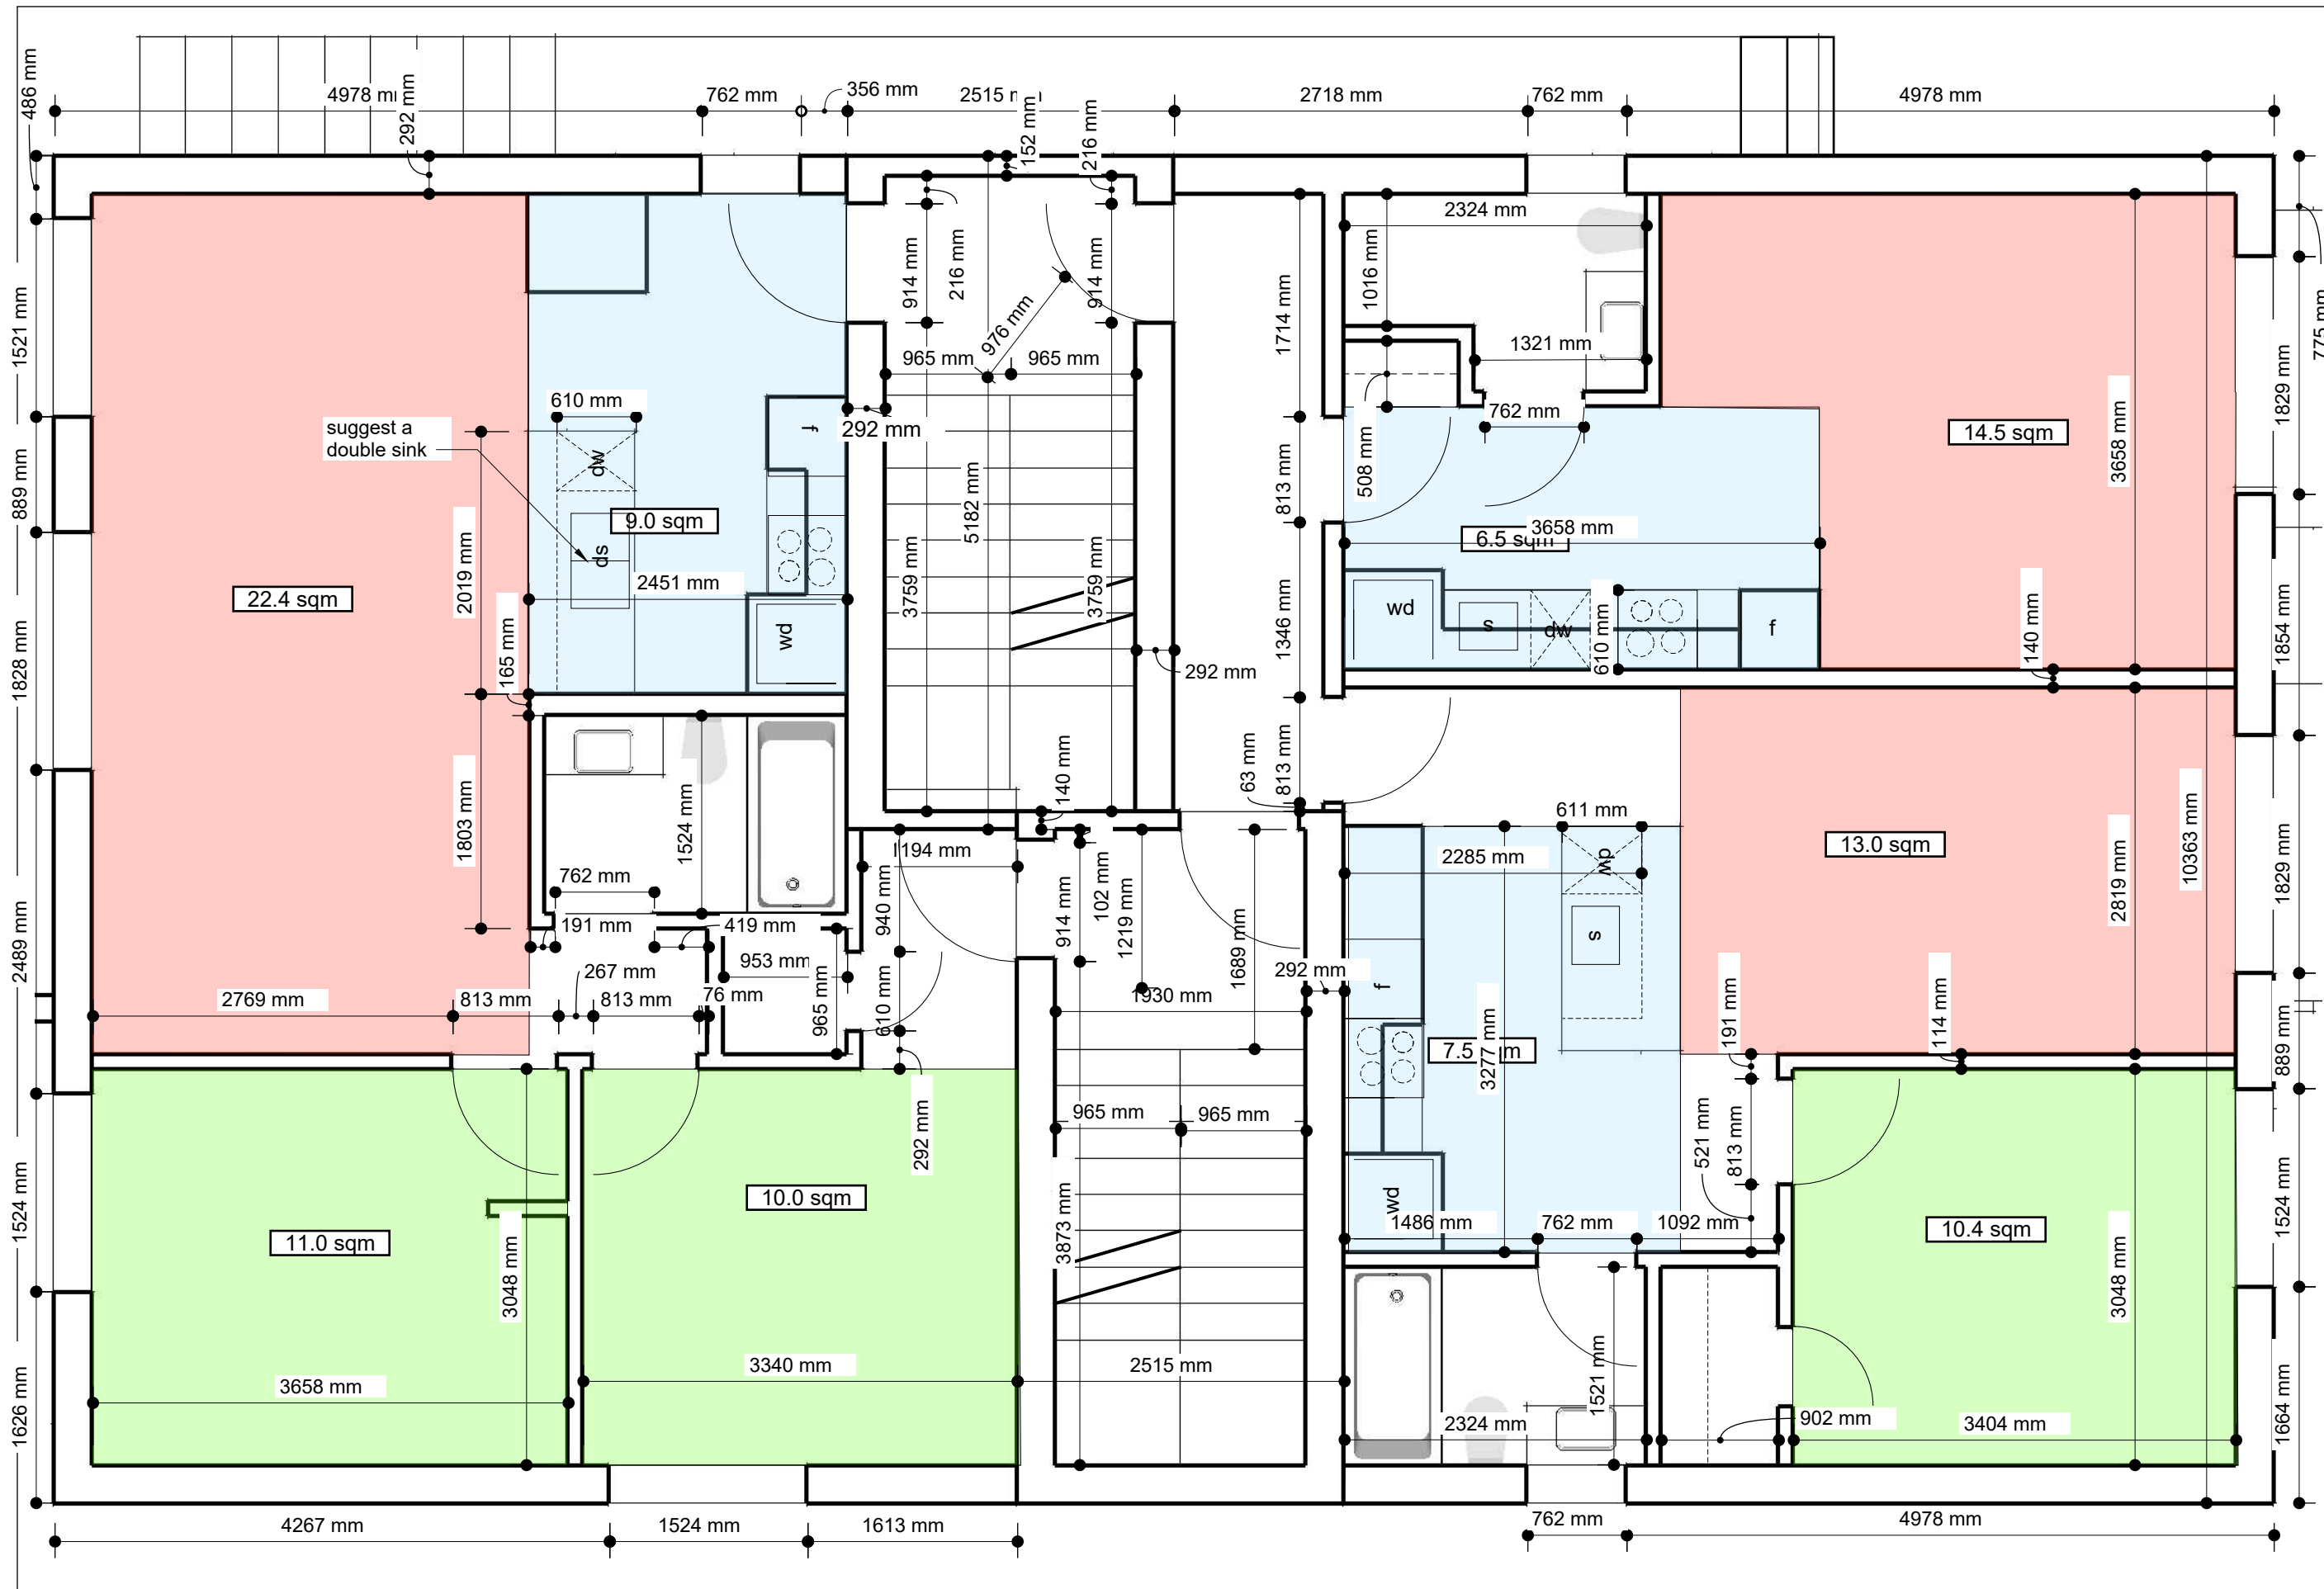 486 mm
4978 mm
292 mm
762 mm
356 mm
2515 m
152 mm
216 mm
2718 mm
762 mm
4978 mm
775 mm
2324 mm
1016 mm
914 mm
216 mm
914 mm
976 mm
1714 mm
1521 mm
965 mm
965 mm
1321 mm
1829 mm
610 mm
f
292 mm
762 mm
suggest a
double sink
508 mm
3658 mm
14.5 sqm
dw
889 mm
9.0 sqm
5182 mm
813 mm
3658 mm
6.5 sqm
ds
2019 mm
2451 mm
3759 mm
3759 mm
22.4 sqm
wd
s
dw
610 mm
f
wd
165 mm
1828 mm
292 mm
1346 mm
140 mm
1854 mm
63 mm
813 mm
140 mm
1803 mm
1524 mm
611 mm
13.0 sqm
1194 mm
2285 mm
dw
2819 mm
10363 mm
1829 mm
762 mm
940 mm
914 mm
102 mm
1219 mm
1689 mm
191 mm
419 mm
s
2489 mm
267 mm
953 mm
292 mm
f
2769 mm
813 mm
813 mm
76 mm
965 mm
610 mm
1930 mm
191 mm
114 mm
889 mm
7.5 sqm
3277 mm
292 mm
965 mm
965 mm
521 mm
813 mm
1524 mm
11.0 sqm
10.0 sqm
3048 mm
3873 mm
wd
1486 mm
762 mm
1092 mm
10.4 sqm
3048 mm
1524 mm
3658 mm
3340 mm
2515 mm
1521 mm
1626 mm
2324 mm
902 mm
3404 mm
1664 mm
4267 mm
1524 mm
1613 mm
762 mm
4978 mm